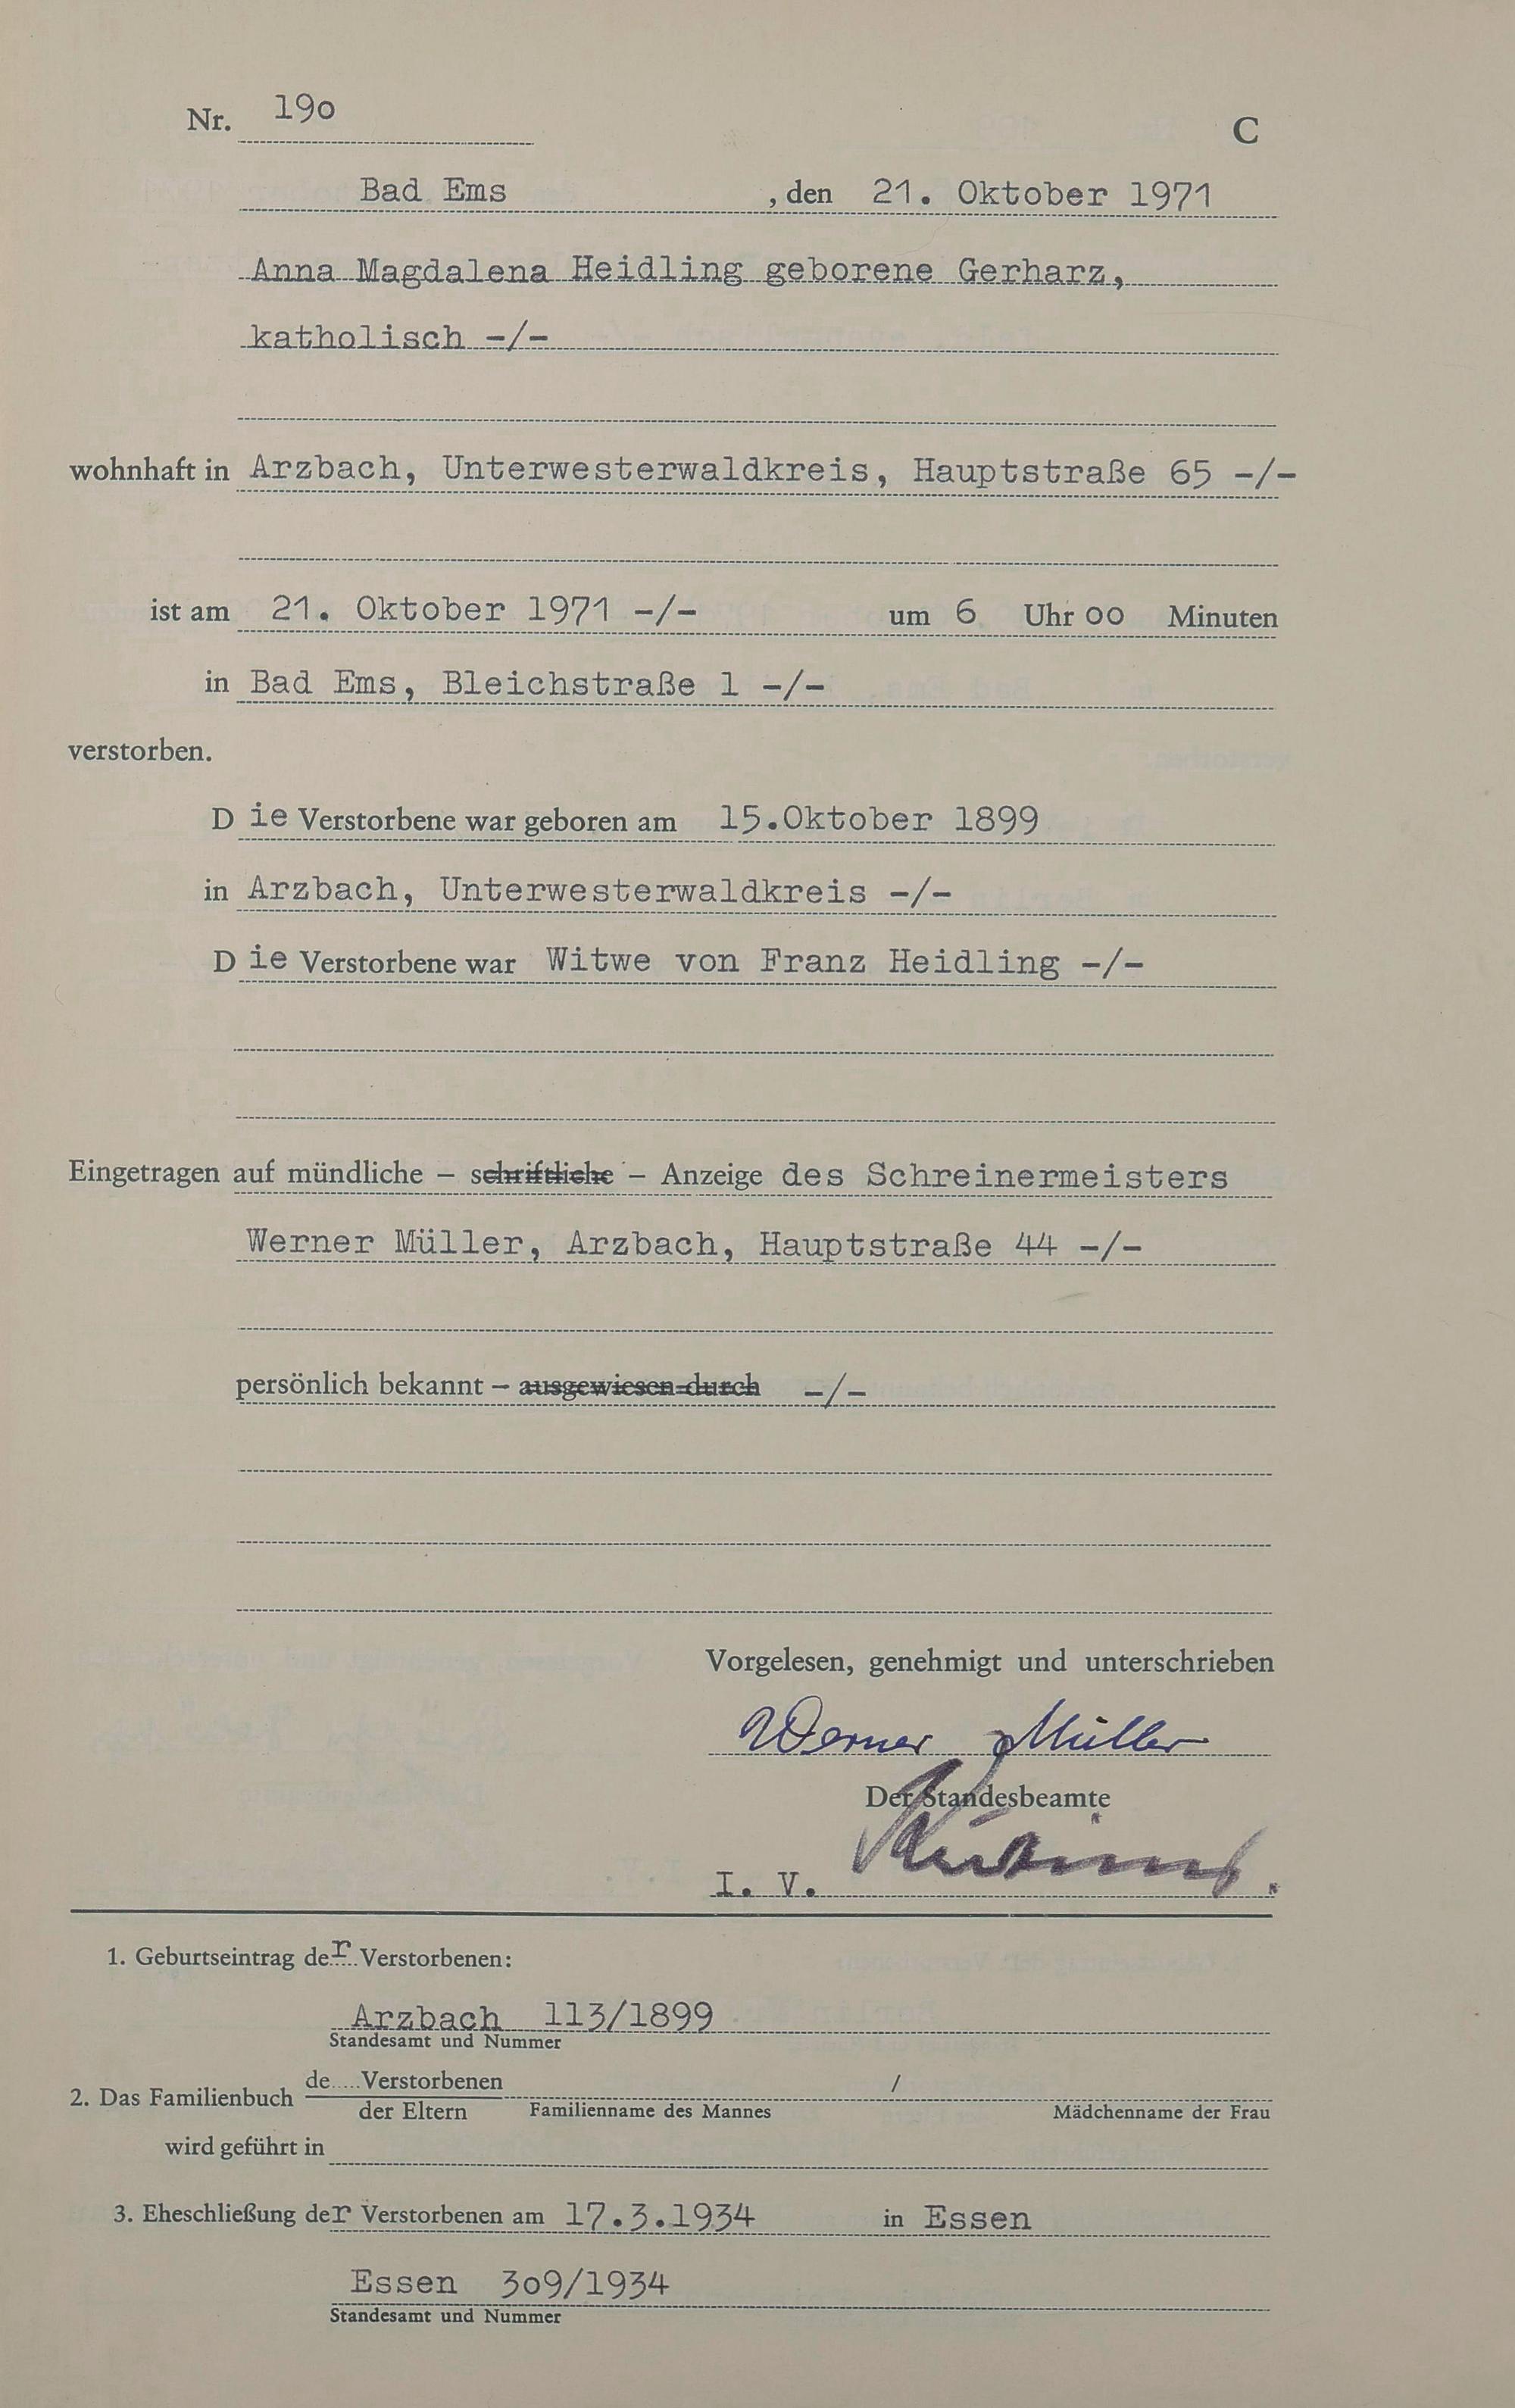 Nr. 19o
C
Bad Ems , den 21. Oktober 1971
Anna Magdalena Heidling geborene Gerharz,
katholisch -/-
wohnhaft in Arzbach, Unterwesterwaldkreis, Hauptstraße 65 -/-
ist am 21. Oktober 1971 -/- um 6 Uhr oo Minuten
in Bad Ems, Bleichstraße 1 -/-
verstorben.
Die Verstorbene war geboren am 15.Oktober 1899
in Arzbach, Unterwesterwaldkreis -/-
Die Verstorbene war Witwe von Franz Heidling -/-
Eingetragen auf mündliche – schriftliche – Anzeige des Schreinermeisters
Werner Müller, Arzbach, Hauptstraße 44 -/-
persönlich bekannt – ausgewiesen durch -/-
Vorgelesen, genehmigt und unterschrieben
Werner Müller
Der Standesbeamte
I. V.
1. Geburtseintrag der Verstorbenen:
Arzbach 113/1899
Standesamt und Nummer
2. Das Familienbuch de..... Verstorbenen /
der Eltern Familienname des Mannes Mädchenname der Frau
wird geführt in
3. Eheschließung der Verstorbenen am 17.3.1934 in Essen
Essen 3o9/1934
Standesamt und Nummer